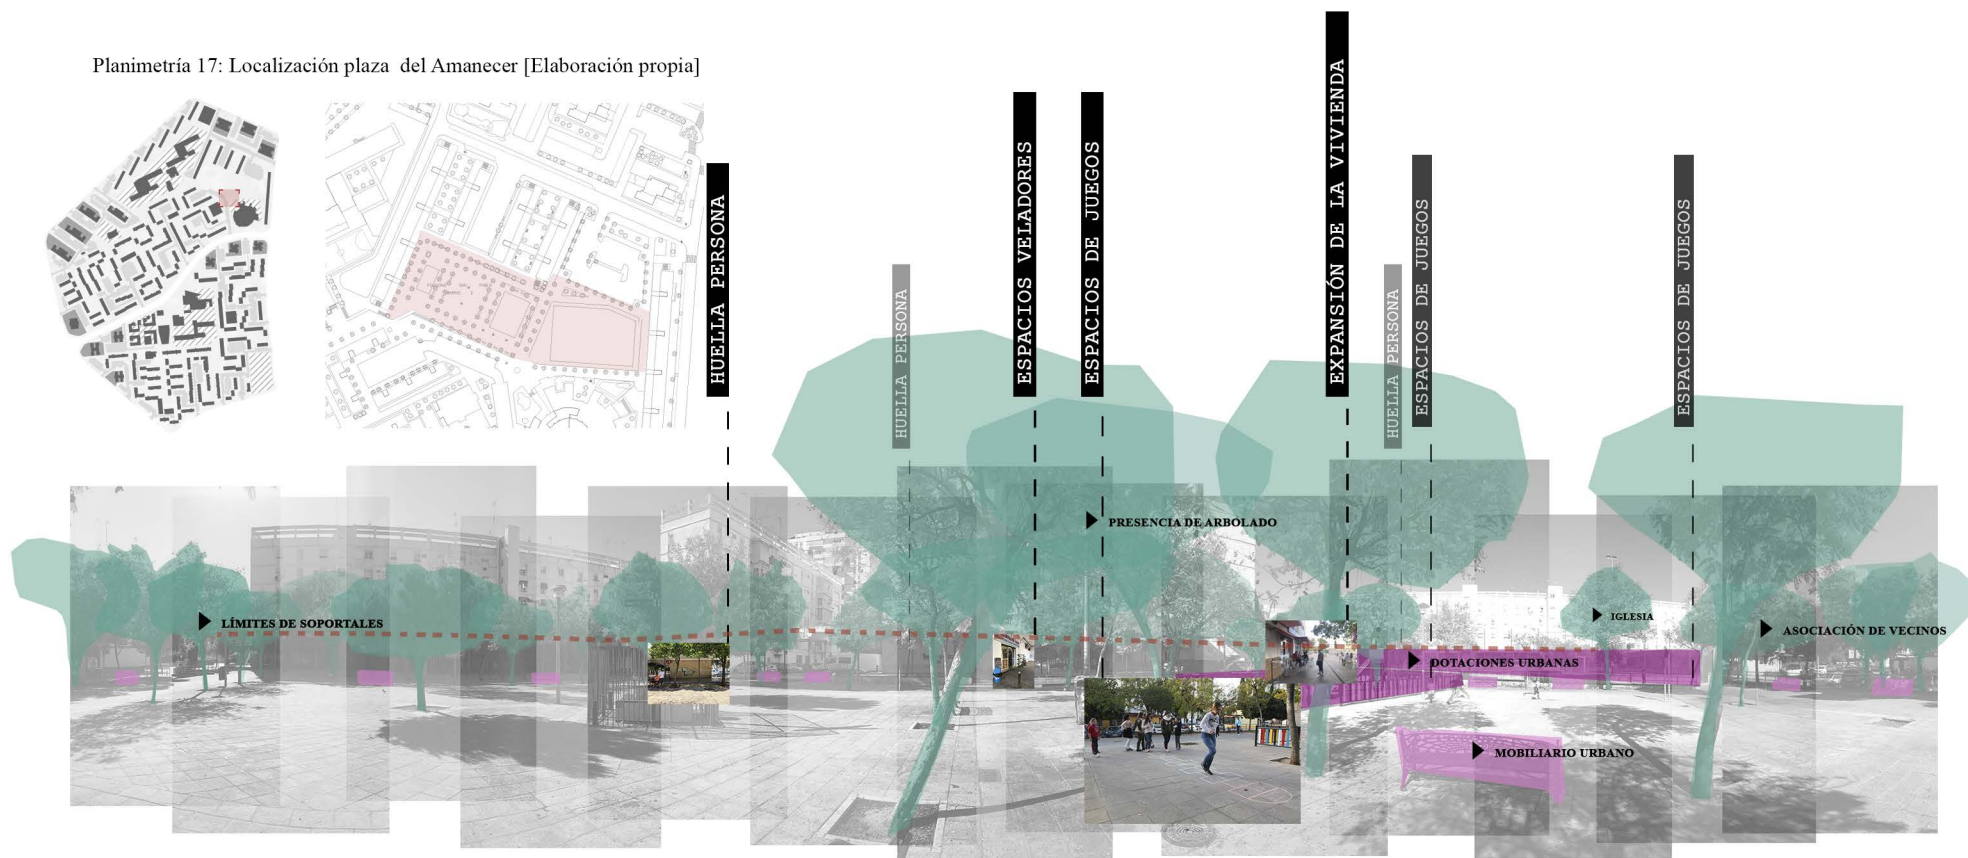 Planimetría 17: Localización plaza del Amanecer [Elaboración propia]
HUELLA PERSONA
HUELLA PERSONA
ESPACIOS VELADORES
ESPACIOS DE JUEGOS
EXPANSIÓN DE LA VIVIENDA
HUELLA PERSONA
ESPACIOS DE JUEGOS
ESPACIOS DE JUEGOS
PRESENCIA DE ARBOLADO
LÍMITES DE SOPORTALES
IGLESIA
ASOCIACIÓN DE VECINOS
DOTACIONES URBANAS
MOBILIARIO URBANO